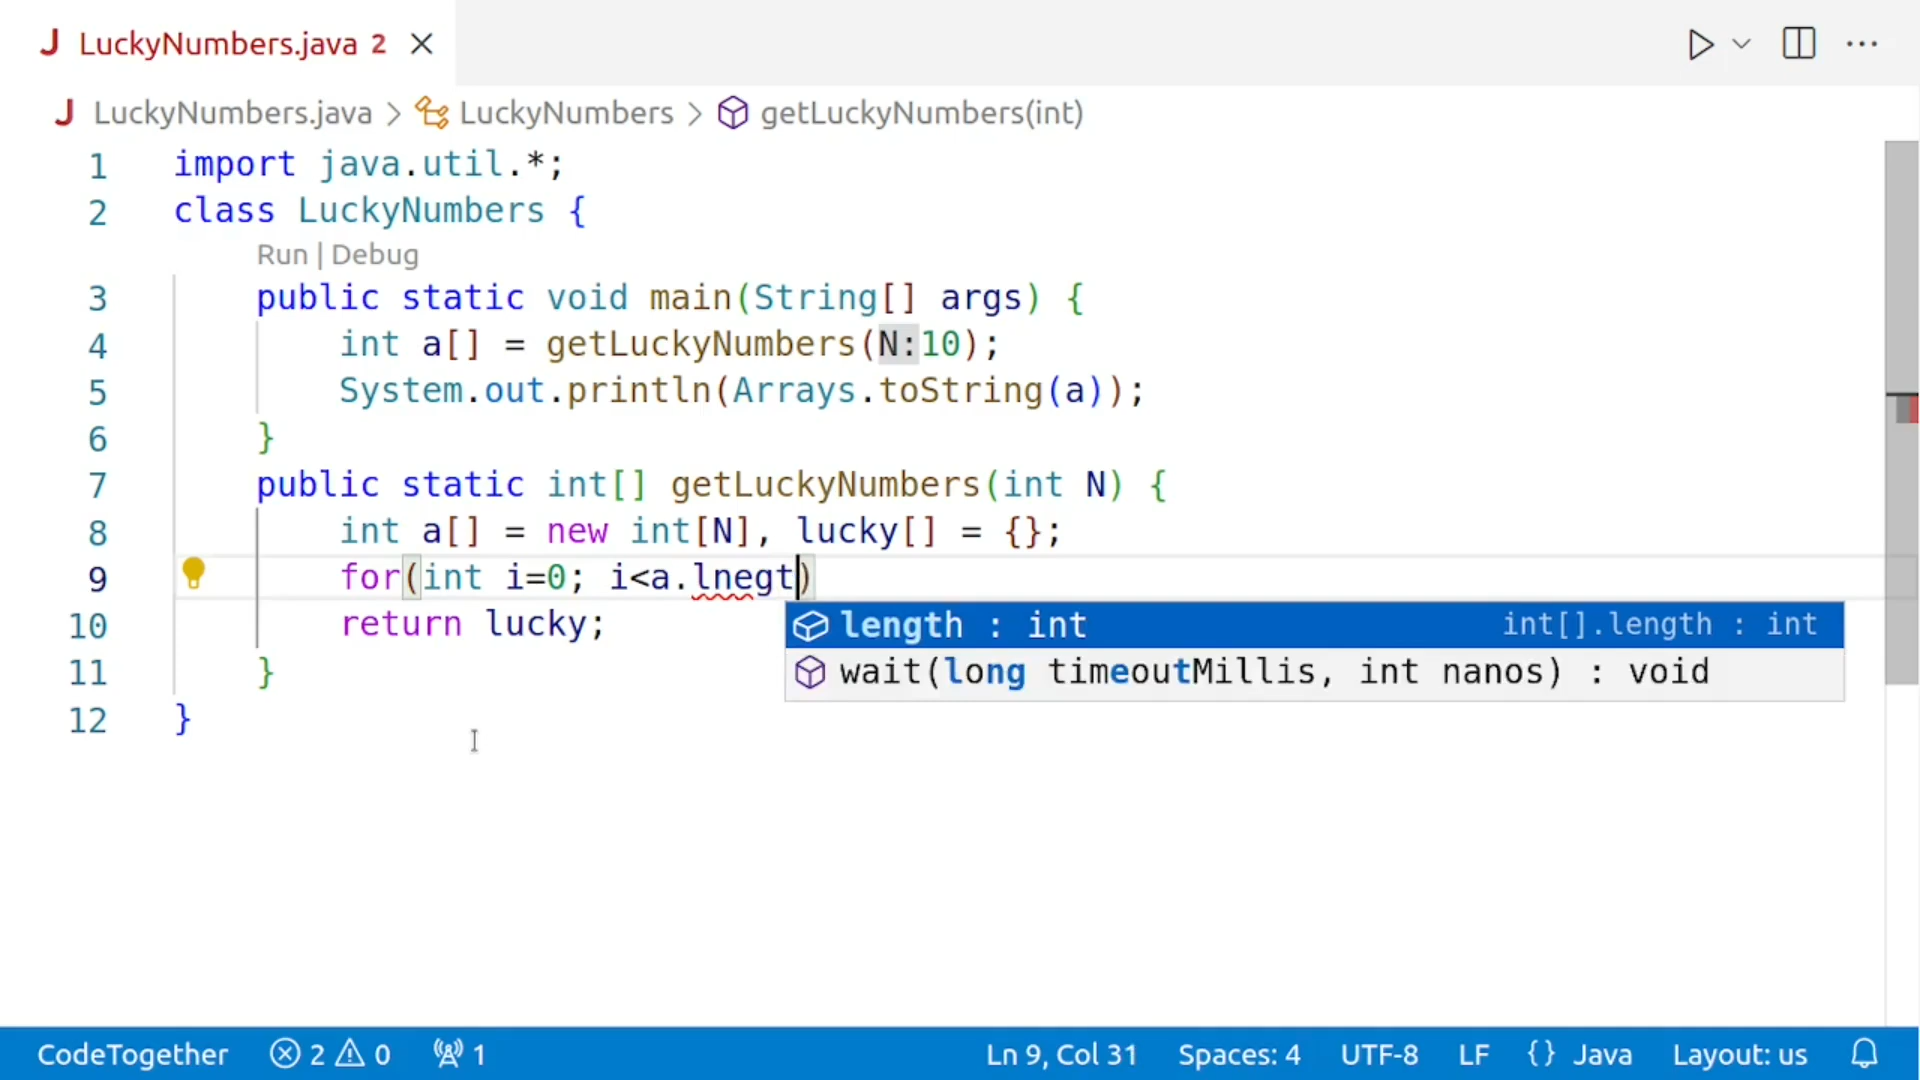 J LuckyNumbers.java 2
J LuckyNumbers.java > LuckyNumbers > getLuckyNumbers(int)
1 import java.util.*;
2 class LuckyNumbers {
Run | Debug
3 public static void main(String[] args) {
4 int a[] = getLuckyNumbers(N:10);
5 System.out.println(Arrays.toString(a));
6 }
7 public static int[] getLuckyNumbers(int N) {
8 int a[] = new int[N], lucky[] = {};
9 for(int i=0; i<a.lnegt)
length : int int[].length : int
10 return lucky;
wait(long timeoutMillis, int nanos) : void
11 }
12 }
CodeTogether 2 0 1 Ln 9, Col 31 Spaces: 4 UTF-8 LF {} Java Layout: us